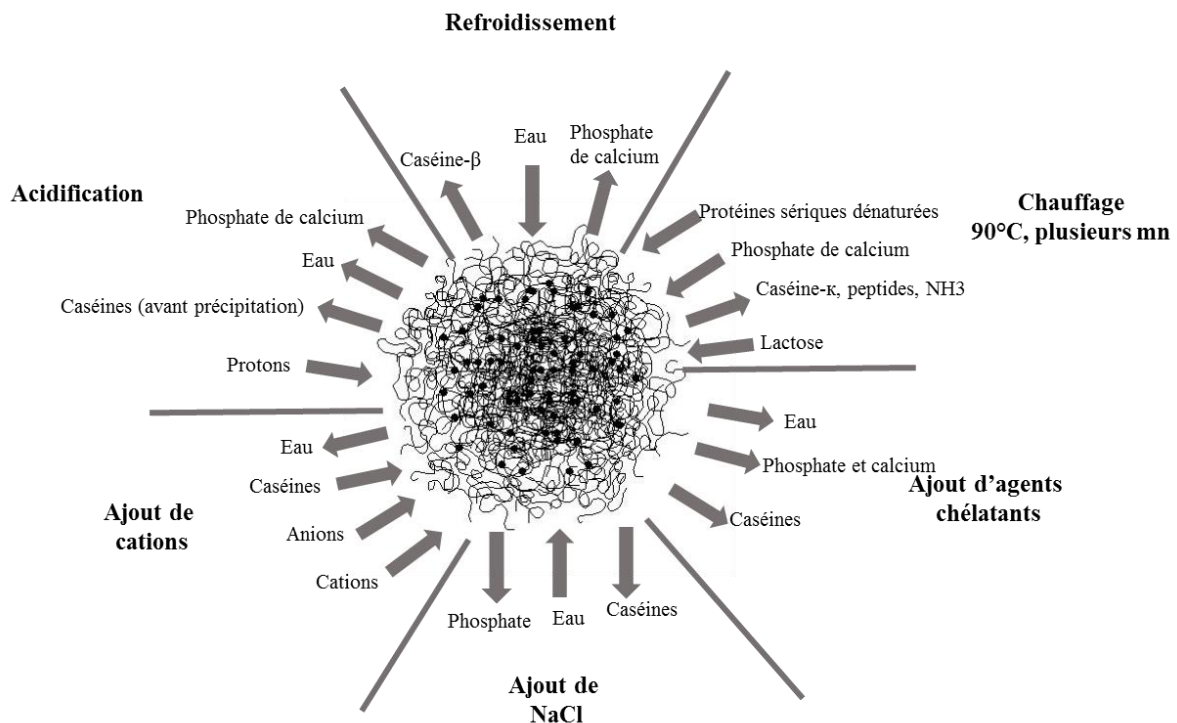 Refroidissement
Eau
Phosphate
de calcium
Caséine-β
Acidification
Phosphate de calcium
Eau
Caséines (avant précipitation)
Protons
Chauffage
90°C, plusieurs mn
Protéines sériques dénaturées
Phosphate de calcium
Caséine-κ, peptides, NH3
Lactose
Eau
Phosphate et calcium
Caséines
Ajout d’agents
chélatants
Ajout de
cations
Eau
Caséines
Anions
Cations
Phosphate
Eau
Caséines
Ajout de
NaCl